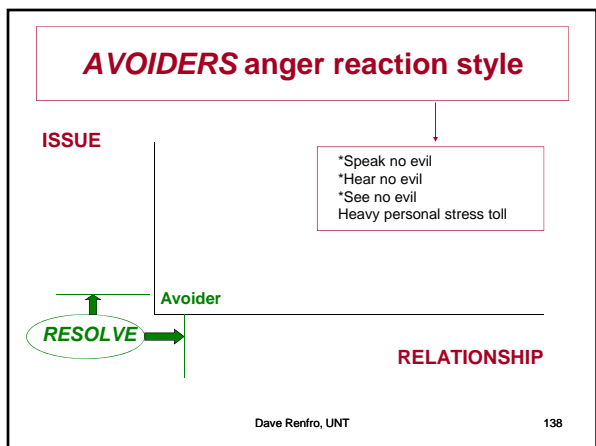 AVOIDERS anger reaction style
ISSUE
*Speak no evil
*Hear no evil
*See no evil
Heavy personal stress toll
Avoider
RESOLVE
RELATIONSHIP
Dave Renfro, UNT
138